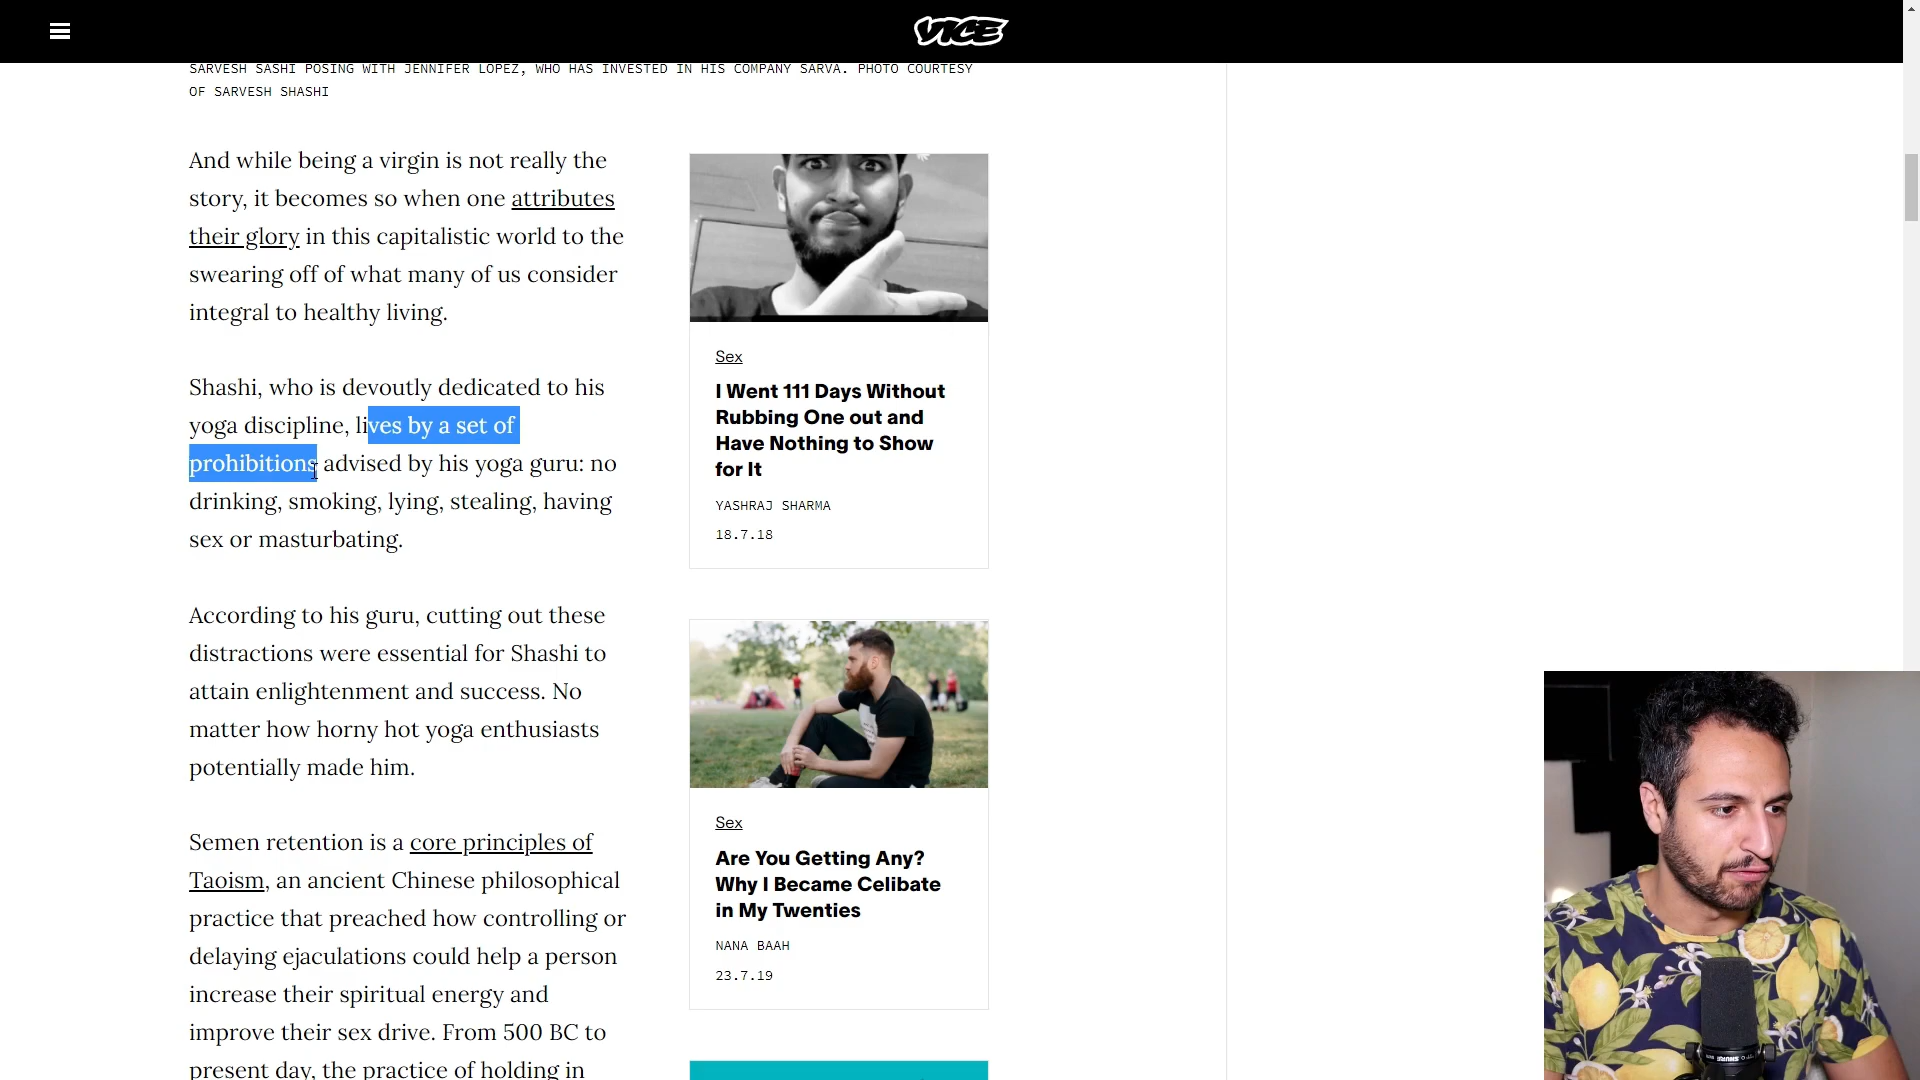 VICE
SARVESH SASHI POSING WITH JENNIFER LOPEZ, WHO HAS INVESTED IN HIS COMPANY SARVA. PHOTO COURTESY
OF SARVESH SHASHI
And while being a virgin is not really the
story, it becomes so when one attributes
their glory in this capitalistic world to the
swearing off of what many of us consider
integral to healthy living.
Shashi, who is devoutly dedicated to his
yoga discipline, lives by a set of
prohibitions advised by his yoga guru: no
drinking, smoking, lying, stealing, having
sex or masturbating.
According to his guru, cutting out these
distractions were essential for Shashi to
attain enlightenment and success. No
matter how horny hot yoga enthusiasts
potentially made him.
Semen retention is a core principles of
Taoism, an ancient Chinese philosophical
practice that preached how controlling or
delaying ejaculations could help a person
increase their spiritual energy and
improve their sex drive. From 500 BC to
present day, the practice of holding in
Sex
I Went 111 Days Without
Rubbing One out and
Have Nothing to Show
for It
YASHRAJ SHARMA
18.7.18
Sex
Are You Getting Any?
Why I Became Celibate
in My Twenties
NANA BAAH
23.7.19
SHURE